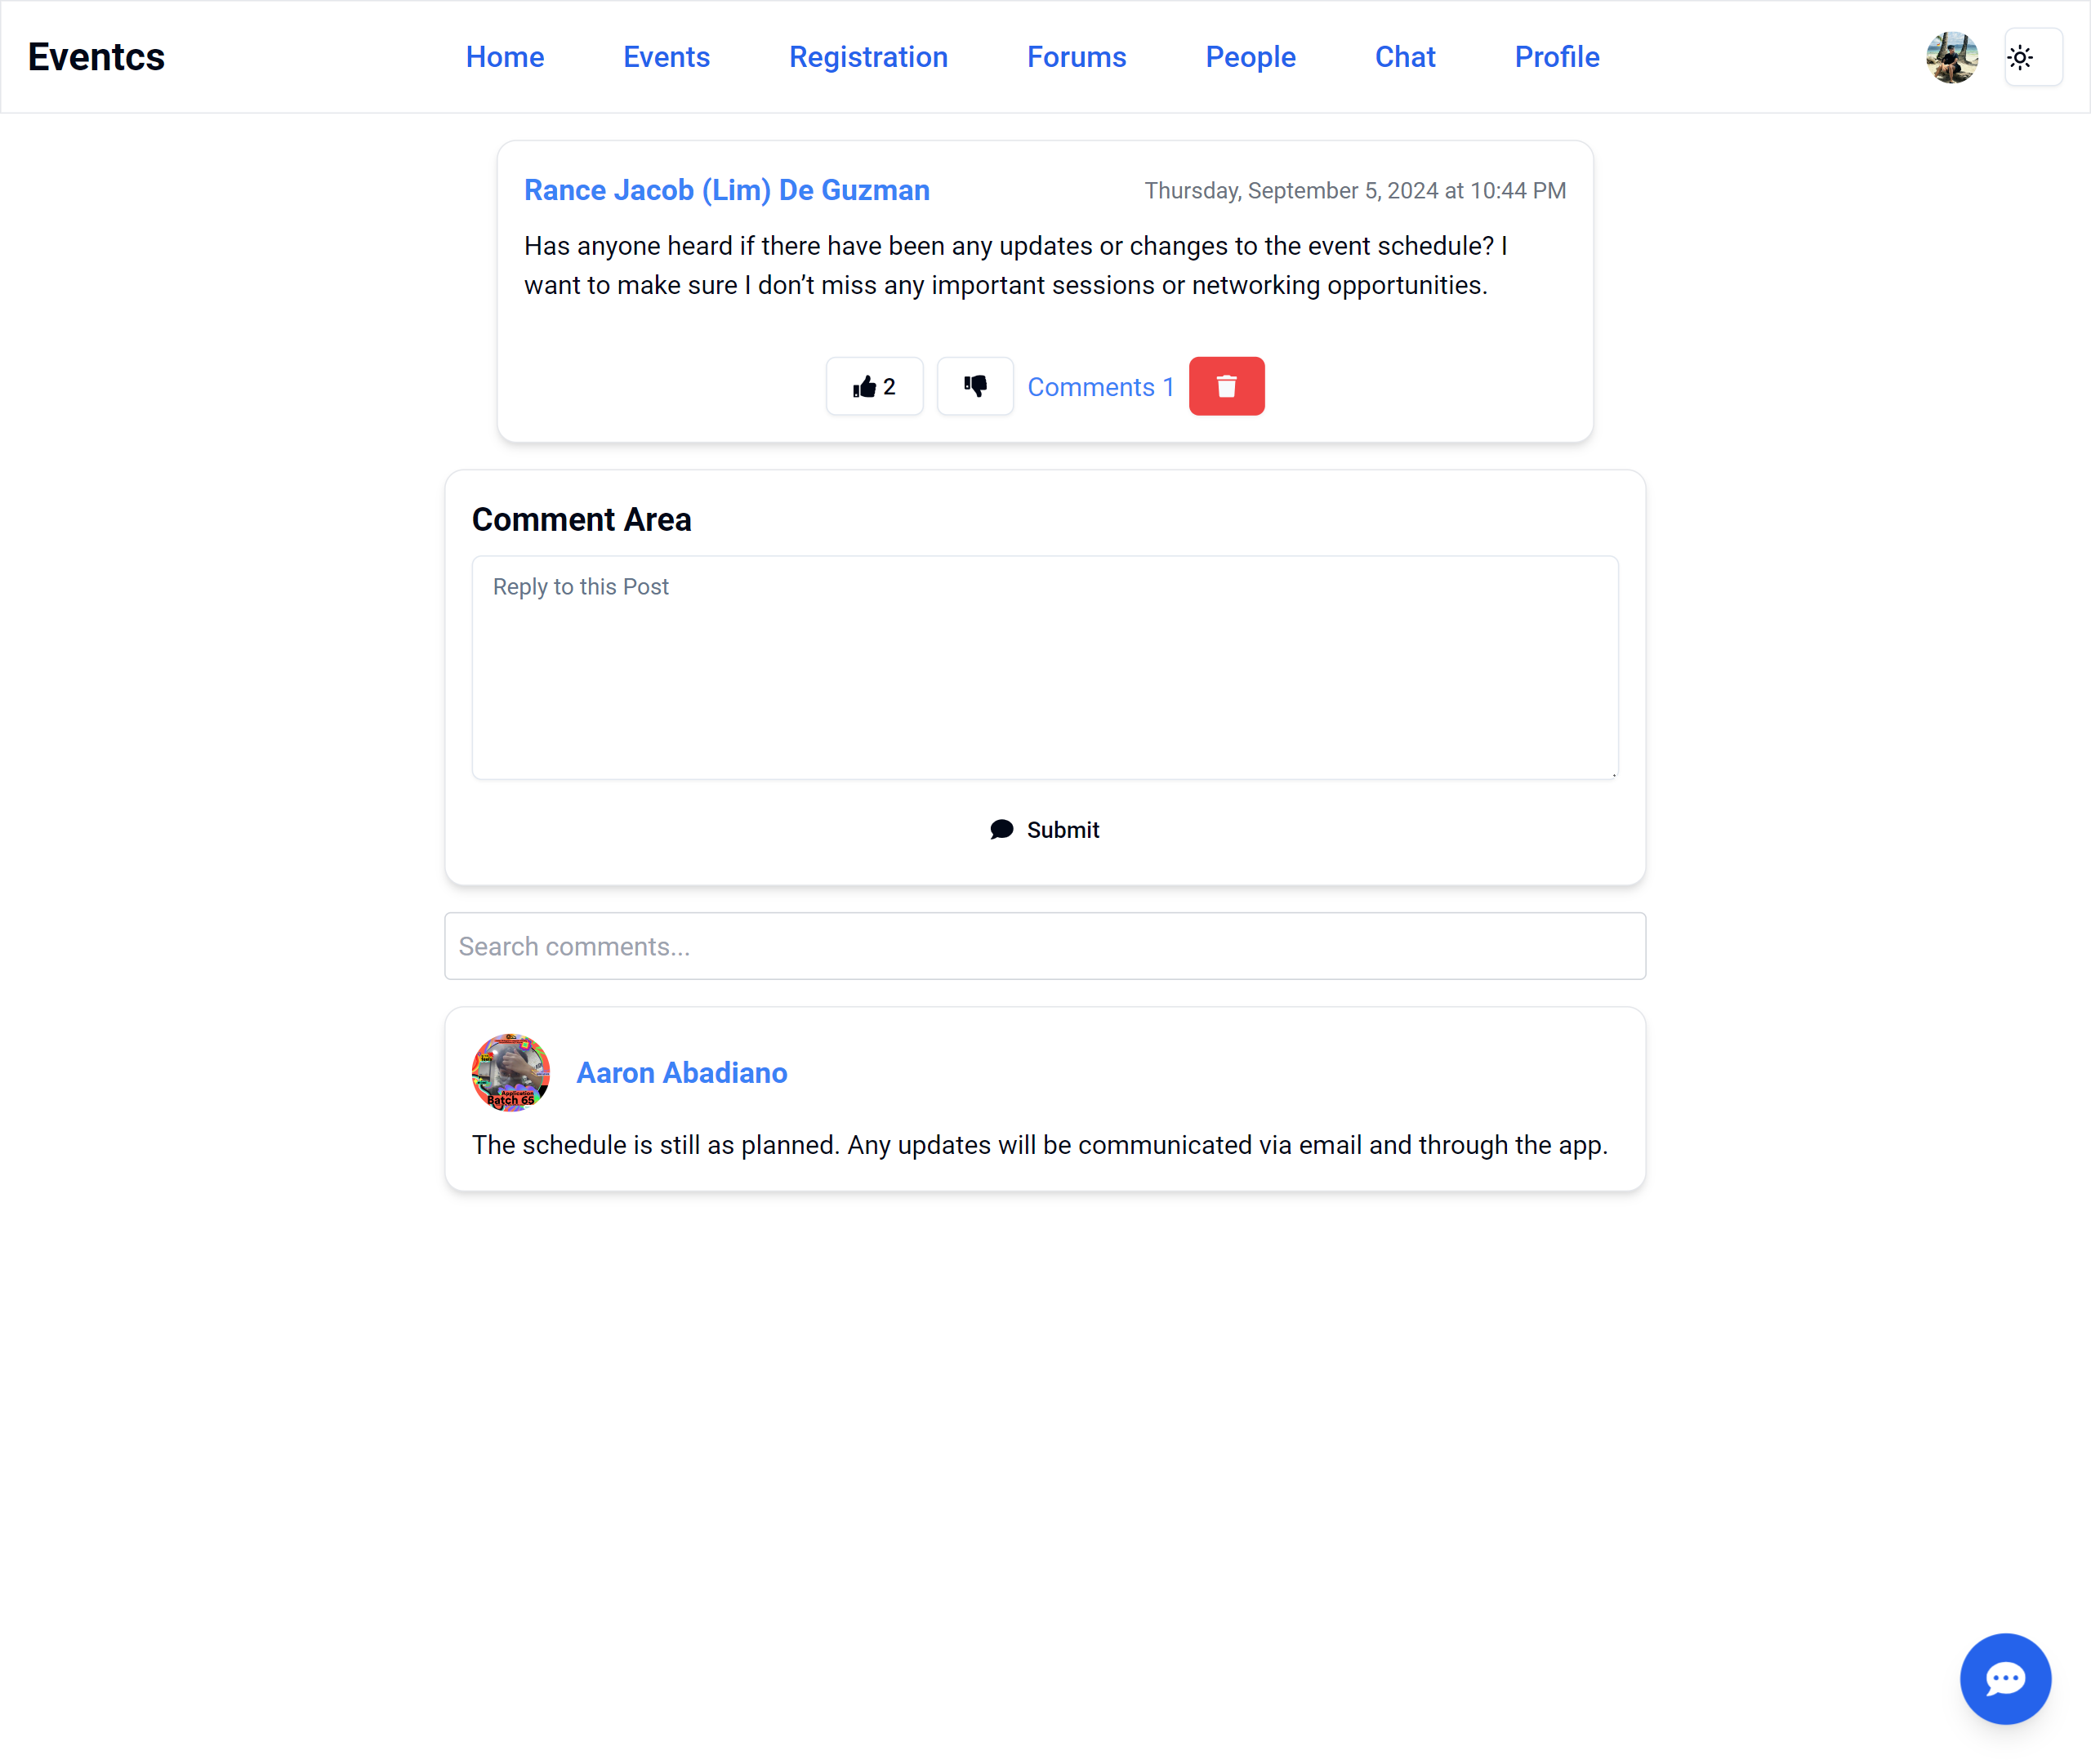 Eventcs
Home Events Registration Forums People Chat Profile
Rance Jacob (Lim) De Guzman
Thursday, September 5, 2024 at 10:44 PM
Has anyone heard if there have been any updates or changes to the event schedule? I
want to make sure I don’t miss any important sessions or networking opportunities.
2
Comments 1
Comment Area
Reply to this Post
Submit
Search comments...
Aaron Abadiano
Application
Batch 65
The schedule is still as planned. Any updates will be communicated via email and through the app.